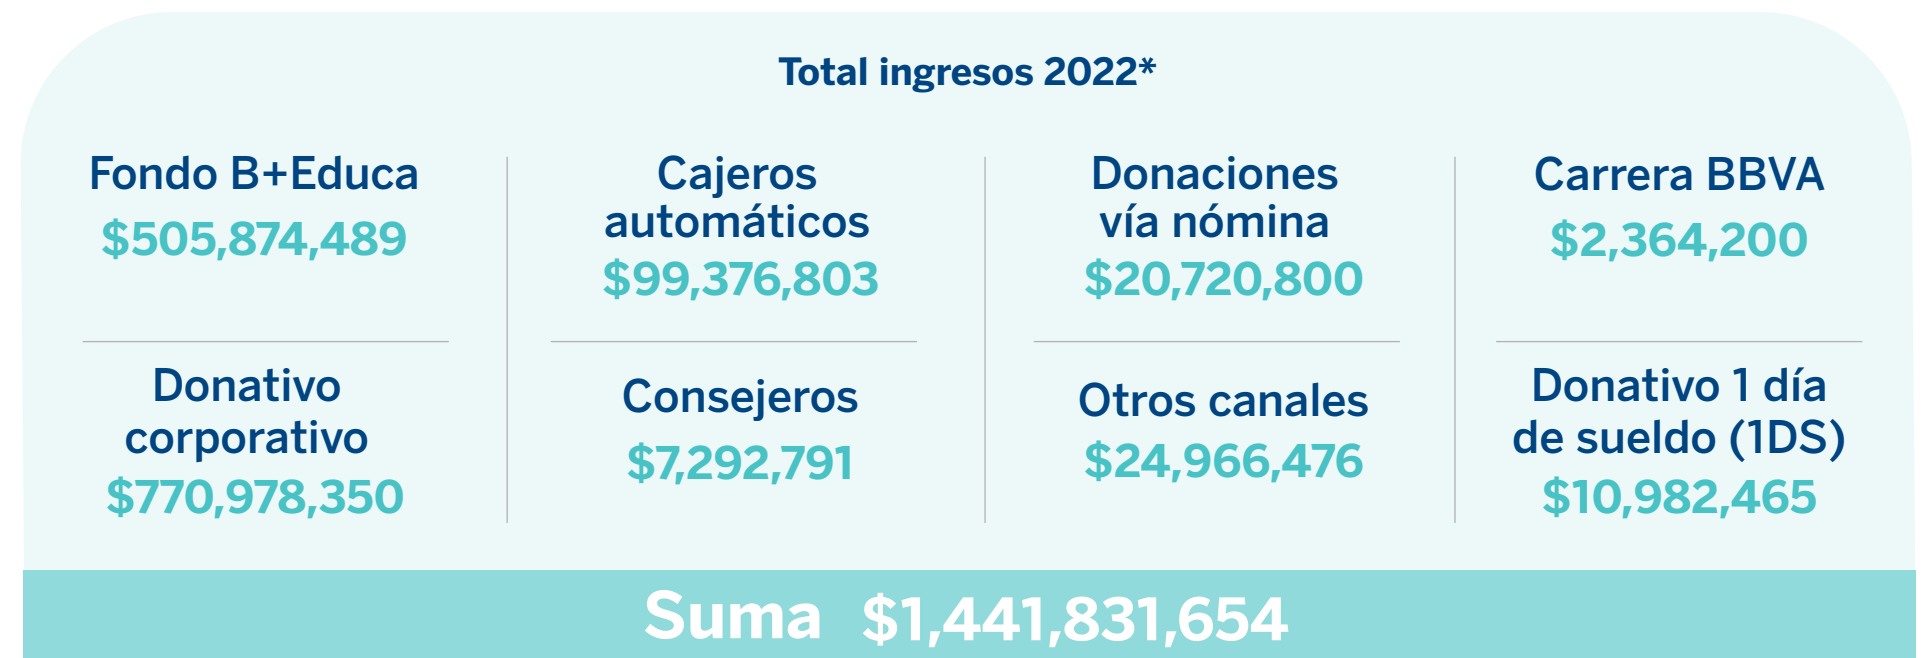 Total ingresos 2022*
Fondo B+Educa
$505,874,489
Cajeros
automáticos
$99,376,803
Donaciones
vía nómina
$20,720,800
Carrera BBVA
$2,364,200
Donativo
corporativo
$770,978,350
Consejeros
$7,292,791
Otros canales
$24,966,476
Donativo 1 día
de sueldo (1DS)
$10,982,465
Suma $1,441,831,654